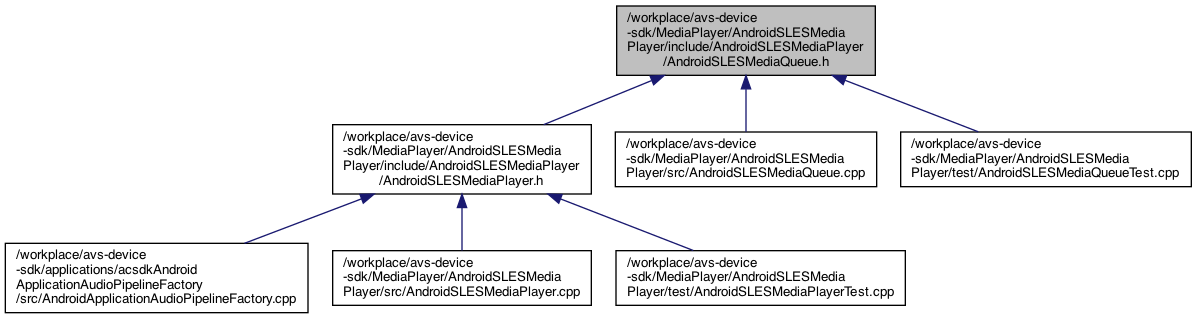 /workplace/avs-device
-sdk/MediaPlayer/AndroidSLESMedia
Player/include/AndroidSLESMediaPlayer
/AndroidSLESMediaQueue.h
/workplace/avs-device
-sdk/MediaPlayer/AndroidSLESMedia
Player/include/AndroidSLESMediaPlayer
/AndroidSLESMediaPlayer.h
/workplace/avs-device
-sdk/MediaPlayer/AndroidSLESMedia
Player/src/AndroidSLESMediaQueue.cpp
/workplace/avs-device
-sdk/MediaPlayer/AndroidSLESMedia
Player/test/AndroidSLESMediaQueueTest.cpp
/workplace/avs-device
-sdk/applications/acsdkAndroid
ApplicationAudioPipelineFactory
/src/AndroidApplicationAudioPipelineFactory.cpp
/workplace/avs-device
-sdk/MediaPlayer/AndroidSLESMedia
Player/src/AndroidSLESMediaPlayer.cpp
/workplace/avs-device
-sdk/MediaPlayer/AndroidSLESMedia
Player/test/AndroidSLESMediaPlayerTest.cpp